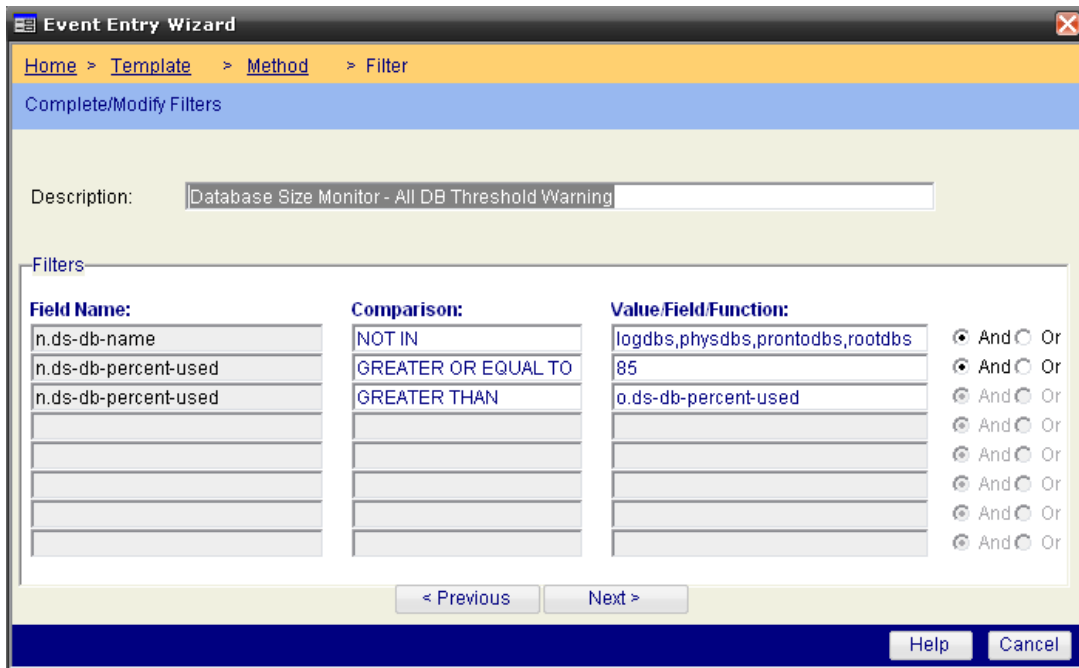 Event Entry Wizard
Home > Template > Method > Filter
Complete/Modify Filters
Description: Database Size Monitor - All DB Threshold Warning
Filters
Field Name: Comparison: Value/Field/Function:
n.ds-db-name NOT IN logdbs,physdbs,prontodbs,rootdbs And Or
n.ds-db-percent-used GREATER OR EQUAL TO 85 And Or
n.ds-db-percent-used GREATER THAN o.ds-db-percent-used And Or
And Or
And Or
And Or
And Or
And Or
< Previous Next >
Help Cancel